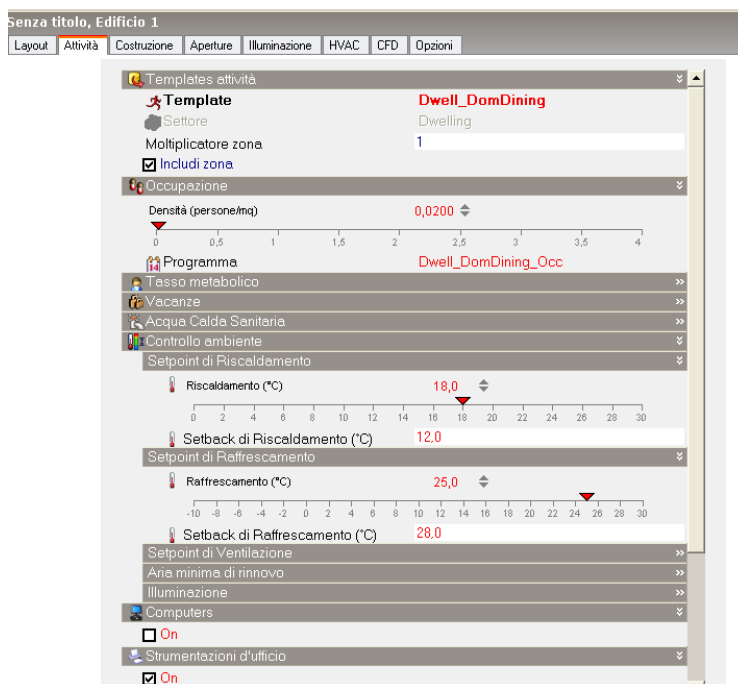 Senza titolo, Edificio 1
Layout Attività Costruzione Aperture Illuminazione HVAC CFD Opzioni
Templates attività
Template Dwell_DomDining
Settore Dwelling
Moltiplicatore zona 1
Includi zona
Occupazione
Densità (persone/mq) 0,0200
0 0,5 1 1,5 2 2,5 3 3,5 4
14 Programma Dwell_DomDining_Occ
Tasso metabolico
Vacanze
Acqua Calda Sanitaria
Controllo ambiente
Setpoint di Riscaldamento
Riscaldamento (°C) 18,0
0 2 4 6 8 10 12 14 16 18 20 22 24 26 28 30
Setback di Riscaldamento (°C) 12,0
Setpoint di Raffrescamento
Raffrescamento (°C) 25,0
-10 -8 -6 -4 -2 0 2 4 6 8 10 12 14 16 18 20 22 24 26 28 30
Setback di Raffrescamento (°C) 28,0
Setpoint di Ventilazione
Aria minima di rinnovo
Illuminazione
Computers
On
Strumentazioni d'ufficio
On